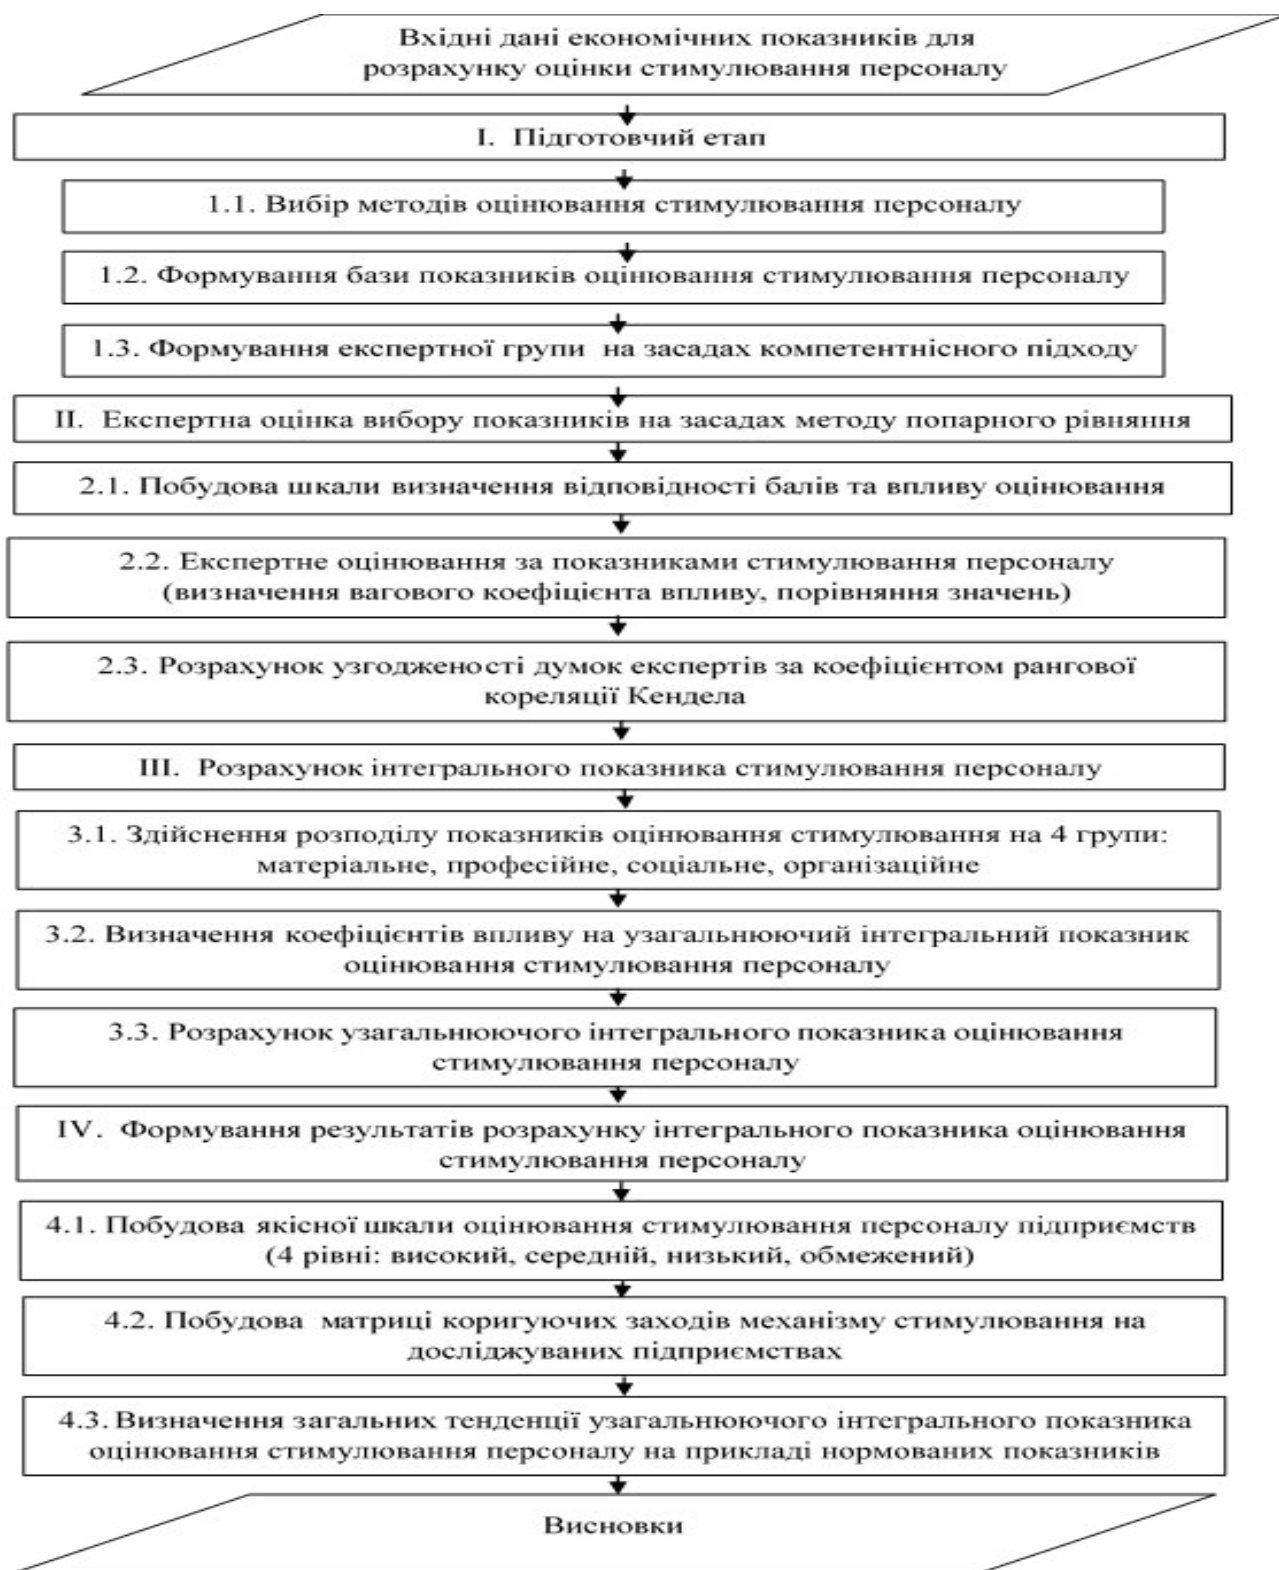 Вхідні дані економічних показників для
розрахунку оцінки стимулювання персоналу
І. Підготовчий етап
1.1. Вибір методів оцінювання стимулювання персоналу
1.2. Формування бази показників оцінювання стимулювання персоналу
1.3. Формування експертної групи на засадах компетентнісного підходу
ІІ. Експертна оцінка вибору показників на засадах методу попарного рівняння
2.1. Побудова шкали визначення відповідності балів та впливу оцінювання
2.2. Експертне оцінювання за показниками стимулювання персоналу
(визначення вагового коефіцієнта впливу, порівняння значень)
2.3. Розрахунок узгодженості думок експертів за коефіцієнтом рангової
кореляції Кендела
ІІІ. Розрахунок інтегрального показника стимулювання персоналу
3.1. Здійснення розподілу показників оцінювання стимулювання на 4 групи:
матеріальне, професійне, соціальне, організаційне
3.2. Визначення коефіцієнтів впливу на узагальнюючий інтегральний показник
оцінювання стимулювання персоналу
3.3. Розрахунок узагальнюючого інтегрального показника оцінювання
стимулювання персоналу
IV. Формування результатів розрахунку інтегрального показника оцінювання
стимулювання персоналу
4.1. Побудова якісної шкали оцінювання стимулювання персоналу підприємств
(4 рівні: високий, середній, низький, обмежений)
4.2. Побудова матриці коригуючих заходів механізму стимулювання на
досліджуваних підприємствах
4.3. Визначення загальних тенденції узагальнюючого інтегрального показника
оцінювання стимулювання персоналу на прикладі нормованих показників
Висновки